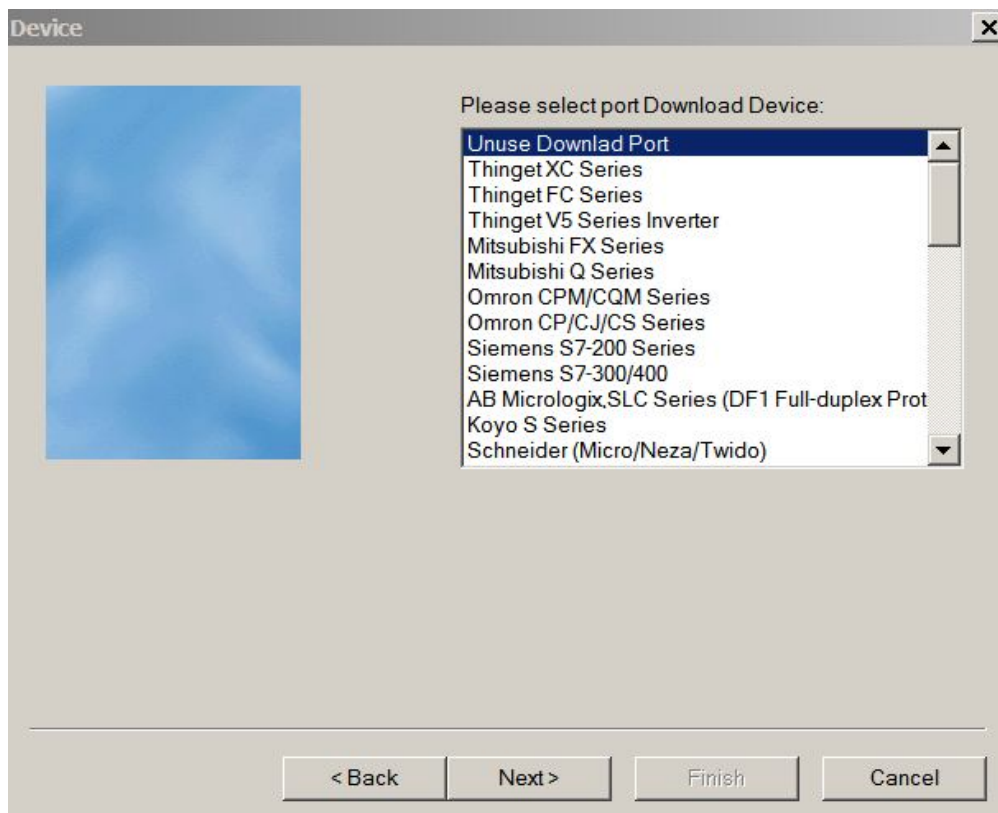 Device
Please select port Download Device:
Unuse Downlad Port
Thinget XC Series
Thinget FC Series
Thinget V5 Series Inverter
Mitsubishi FX Series
Mitsubishi Q Series
Omron CPM/CQM Series
Omron CP/CJ/CS Series
Siemens S7-200 Series
Siemens S7-300/400
AB Micrologix,SLC Series (DF1 Full-duplex Prot
Koyo S Series
Schneider (Micro/Neza/Twido)
< Back Next > Finish Cancel